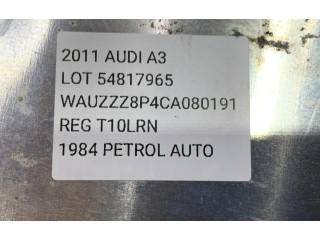 2011 AUDI A3
LOT 54817965
WAUZZZ8P4CA080191
REG T10LRN
1984 PETROL AUTO